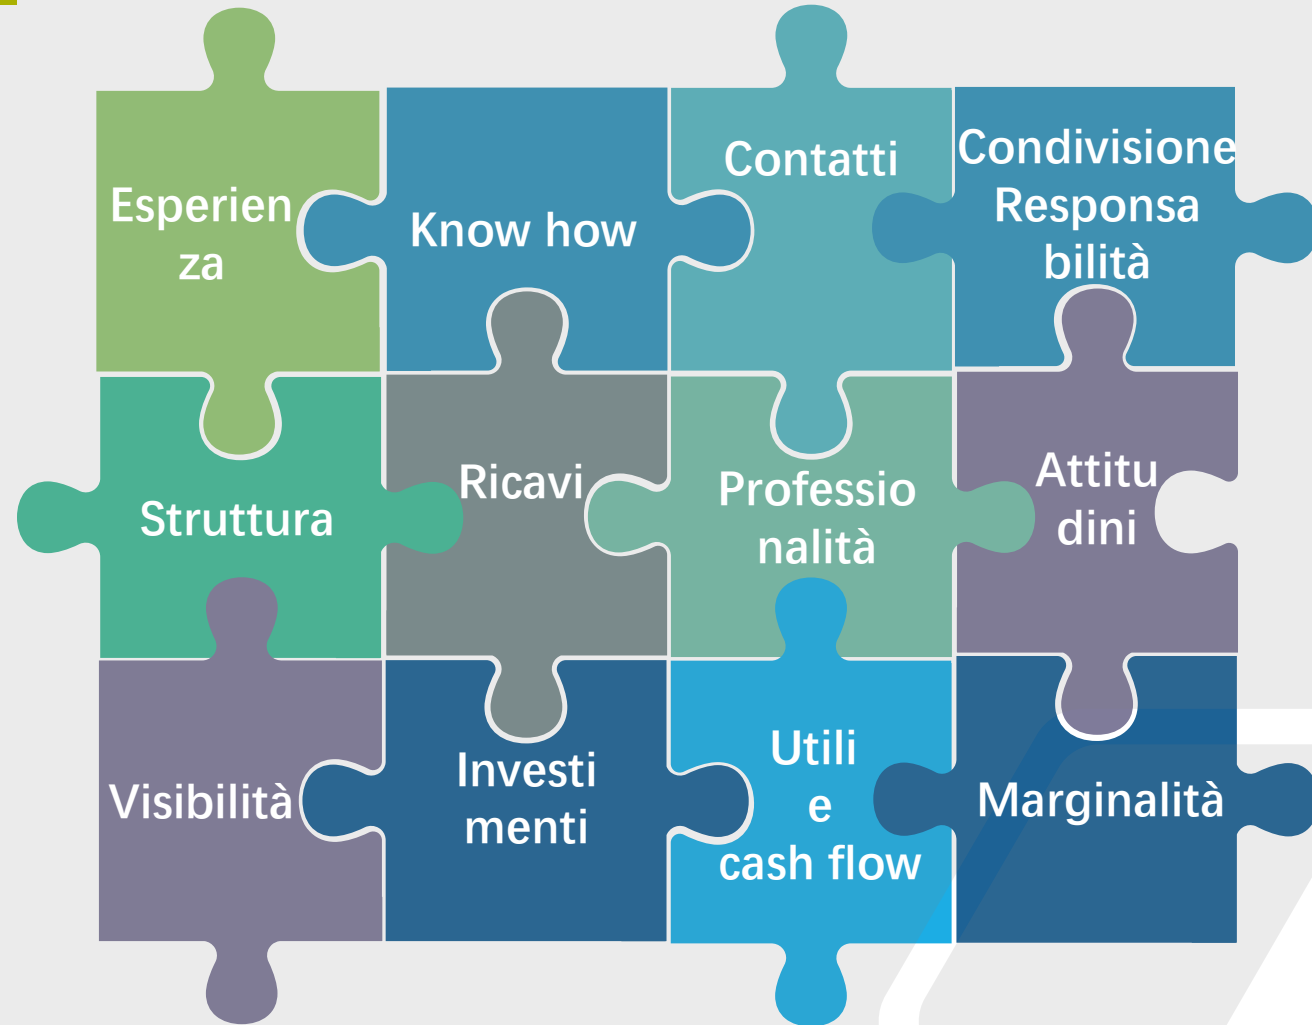 Esperien
za
Know how
Contatti
Condivisione
Responsa
bilità
Struttura
Ricavi
Professio
nalità
Attitu
dini
Visibilità
Investi
menti
Utili
e
cash flow
Marginalità